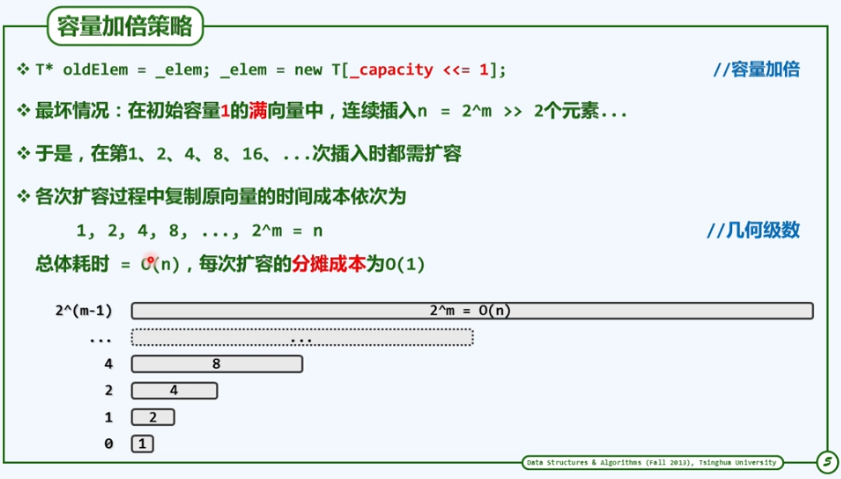 容量加倍策略
❖ T* oldElem = _elem; _elem = new T[_capacity <<= 1]; //容量加倍
❖ 最坏情况：在初始容量1的满向量中，连续插入n = 2^m >> 2个元素...
❖ 于是，在第1、2、4、8、16、...次插入时都需扩容
❖ 各次扩容过程中复制原向量的时间成本依次为
1, 2, 4, 8, ..., 2^m = n //几何级数
总体耗时 = O(n)，每次扩容的分摊成本为O(1)
2^(m-1) 2^m = O(n)
... ...
4 8
2 4
1 2
0 1
Data Structures & Algorithms (Fall 2013), Tsinghua University 5